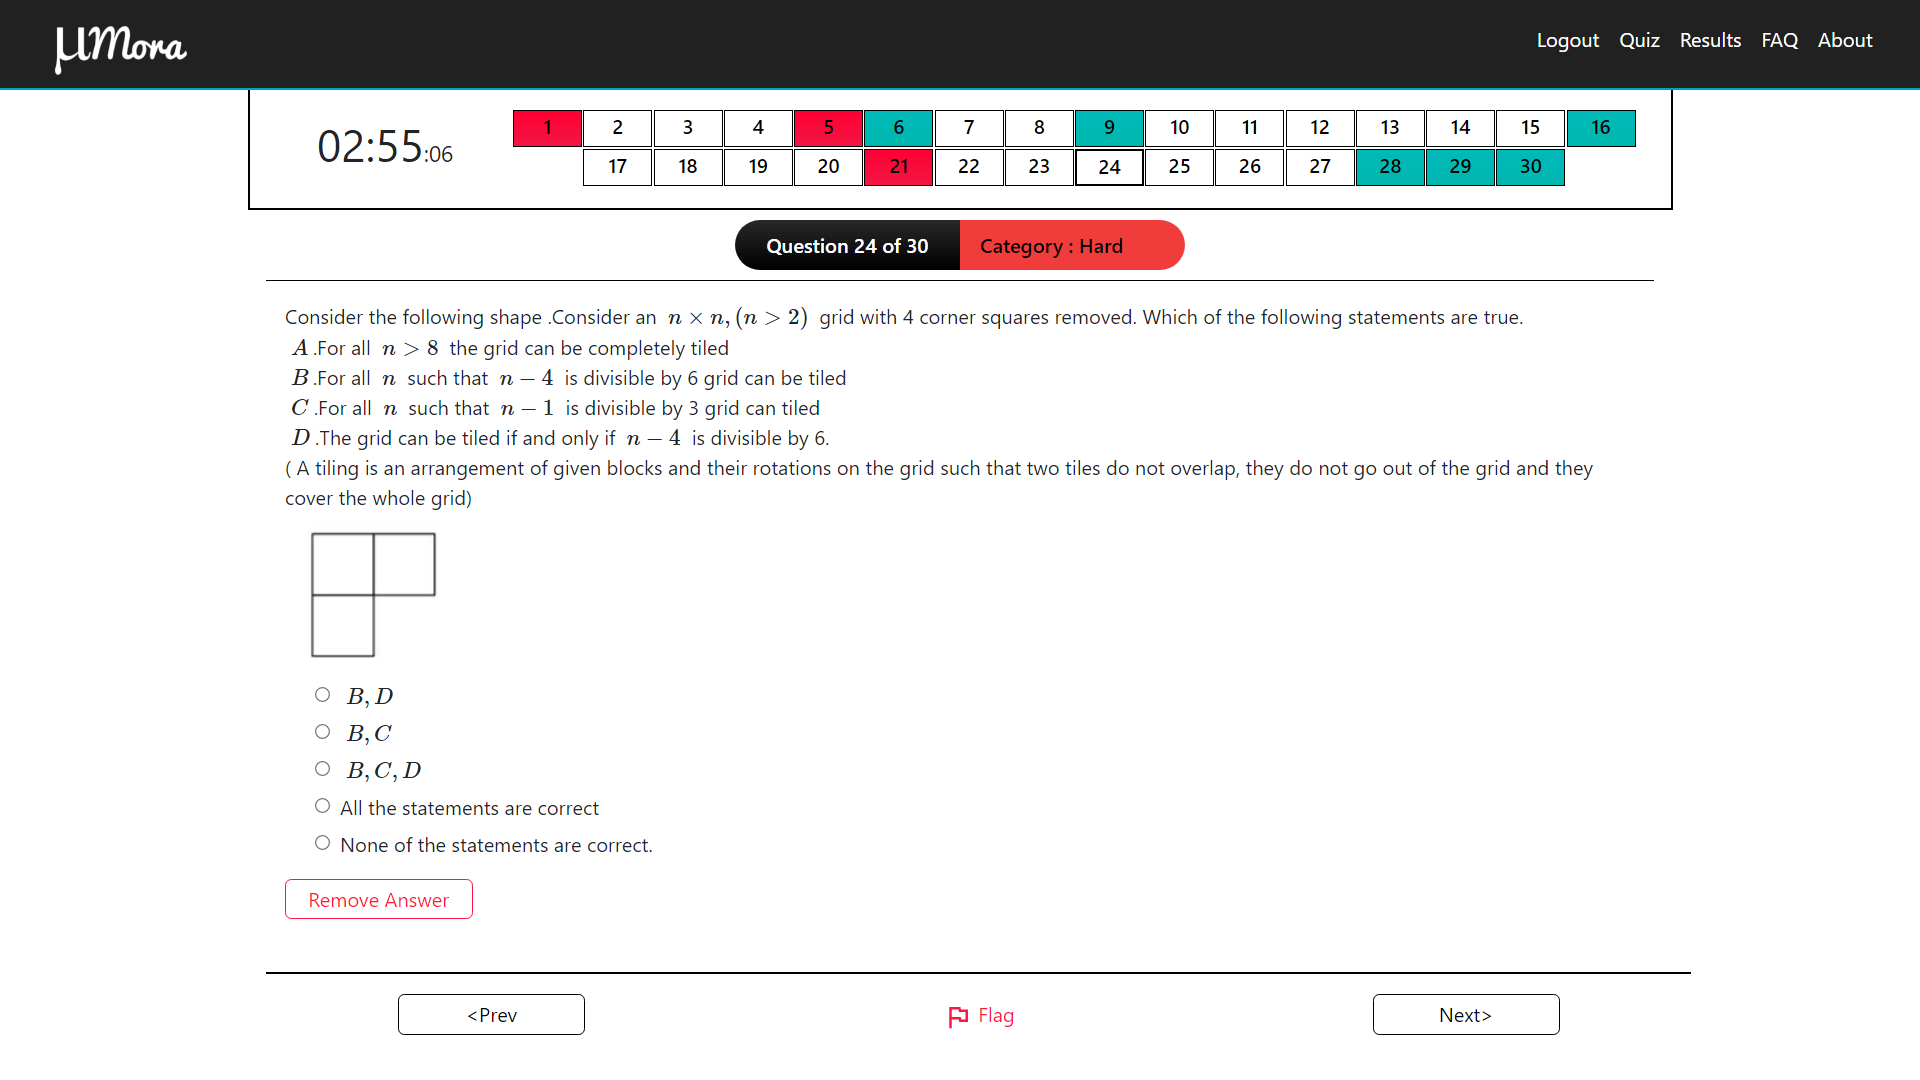 μMora
Logout Quiz Results FAQ About
02:55:06
1 2 3 4 5 6 7 8 9 10 11 12 13 14 15 16
17 18 19 20 21 22 23 24 25 26 27 28 29 30
Question 24 of 30 Category : Hard
Consider the following shape .Consider an n × n, (n > 2) grid with 4 corner squares removed. Which of the following statements are true.
A .For all n > 8 the grid can be completely tiled
B .For all n such that n − 4 is divisible by 6 grid can be tiled
C .For all n such that n − 1 is divisible by 3 grid can tiled
D .The grid can be tiled if and only if n − 4 is divisible by 6.
( A tiling is an arrangement of given blocks and their rotations on the grid such that two tiles do not overlap, they do not go out of the grid and they
cover the whole grid)
B, D
B, C
B, C, D
All the statements are correct
None of the statements are correct.
Remove Answer
<Prev Flag Next>